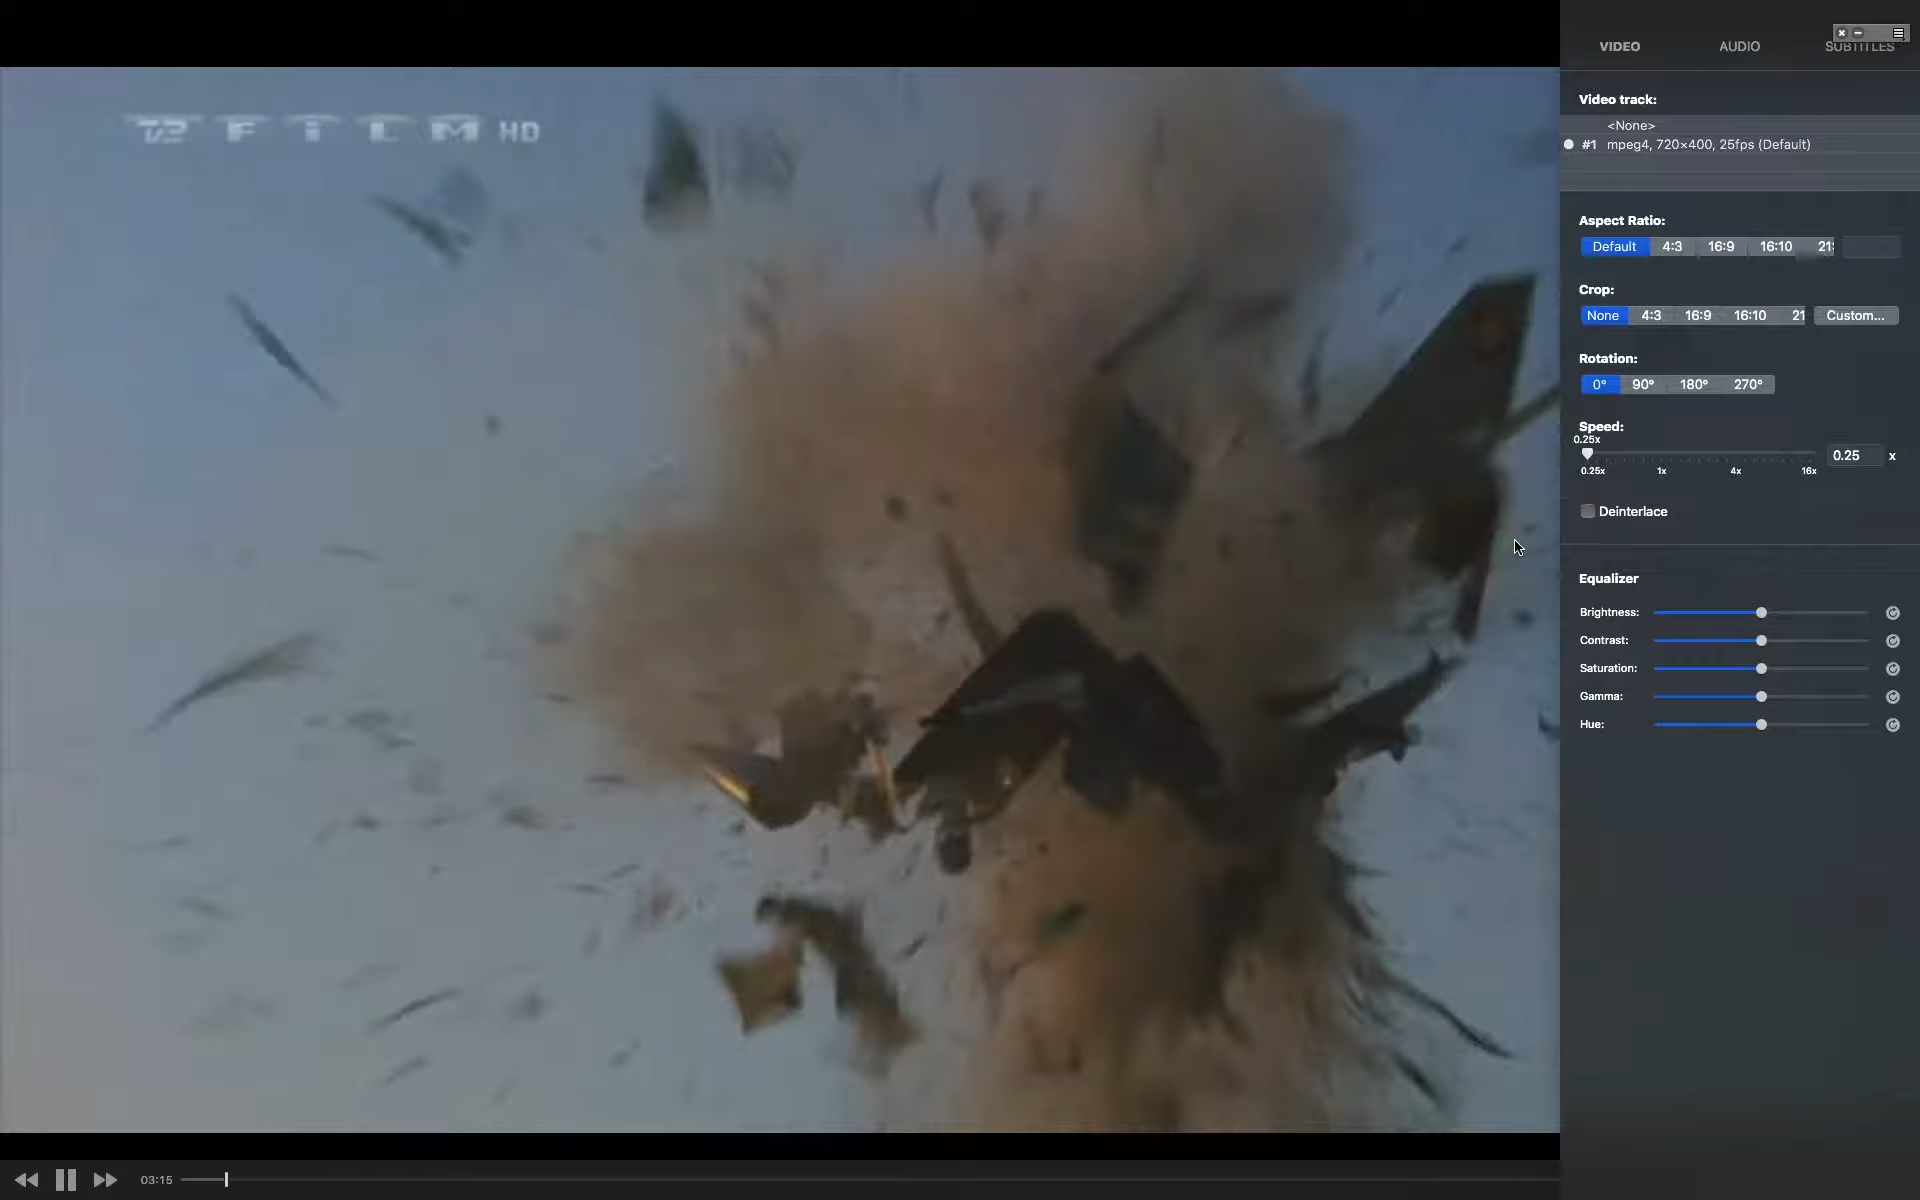 TV2 FILM HD
VIDEO AUDIO SUBTITLES
Video track:
<None>
#1 mpeg4, 720×400, 25fps (Default)
Aspect Ratio:
Default 4:3 16:9 16:10 21:
Crop:
None 4:3 16:9 16:10 21 Custom...
Rotation:
0° 90° 180° 270°
Speed:
0.25x
0.25 x
0.25x 1x 4x 16x
Deinterlace
Equalizer
Brightness:
Contrast:
Saturation:
Gamma:
Hue:
03:15